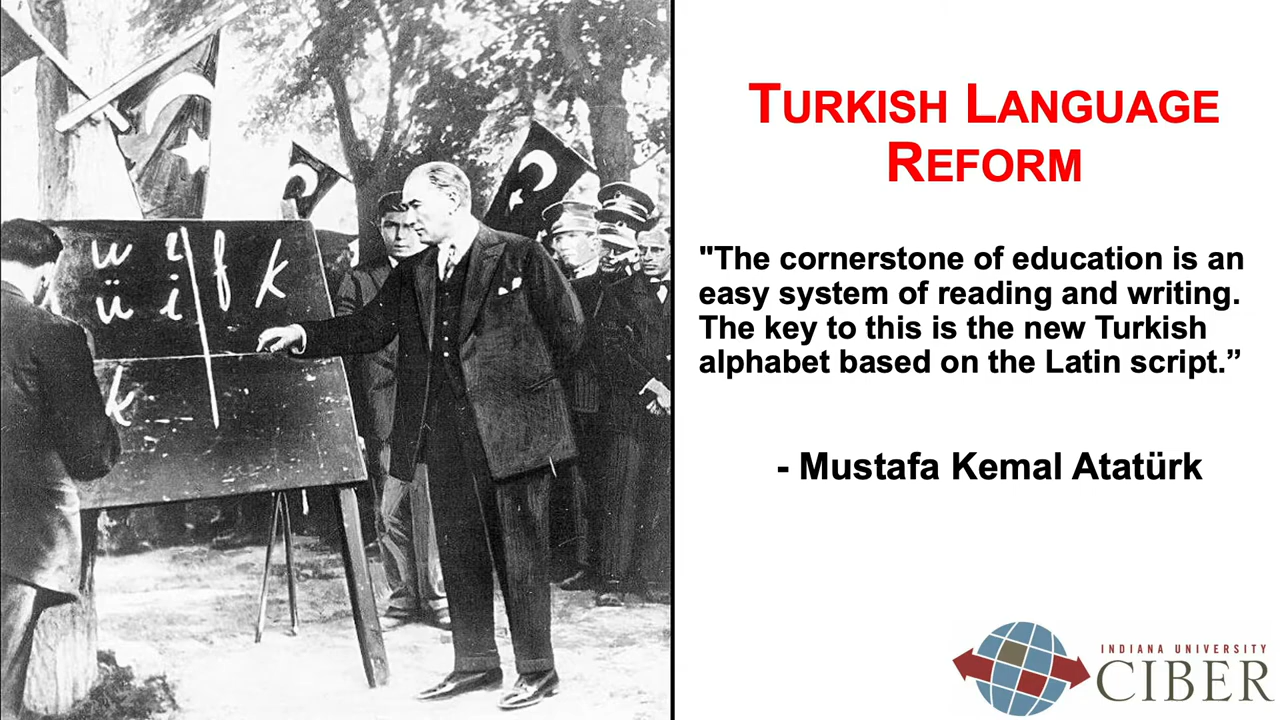 w ı f k
ü i
k
TURKISH LANGUAGE
REFORM
"The cornerstone of education is an
easy system of reading and writing.
The key to this is the new Turkish
alphabet based on the Latin script.”
- Mustafa Kemal Atatürk
INDIANA UNIVERSITY
CIBER